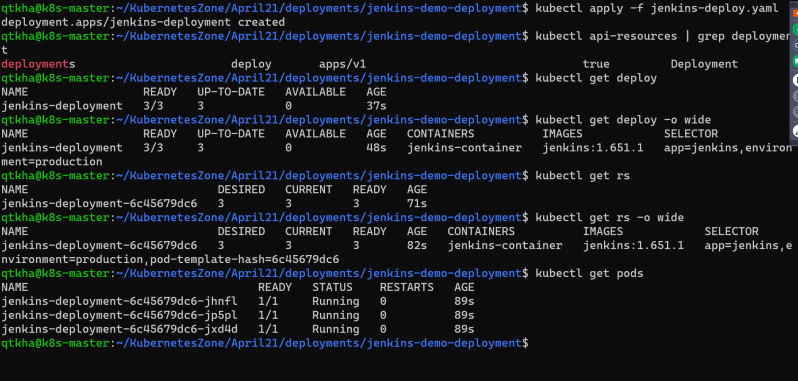 qtkha@k8s-master:~/KubernetesZone/April21/deployments/jenkins-demo-deployment$ kubectl apply -f jenkins-deploy.yaml
deployment.apps/jenkins-deployment created
qtkha@k8s-master:~/KubernetesZone/April21/deployments/jenkins-demo-deployment$ kubectl api-resources | grep deploymen
t
deployments deploy apps/v1 true Deployment
qtkha@k8s-master:~/KubernetesZone/April21/deployments/jenkins-demo-deployment$ kubectl get deploy
NAME READY UP-TO-DATE AVAILABLE AGE
jenkins-deployment 3/3 3 0 37s
qtkha@k8s-master:~/KubernetesZone/April21/deployments/jenkins-demo-deployment$ kubectl get deploy -o wide
NAME READY UP-TO-DATE AVAILABLE AGE CONTAINERS IMAGES SELECTOR
jenkins-deployment 3/3 3 0 48s jenkins-container jenkins:1.651.1 app=jenkins,environ
ment=production
qtkha@k8s-master:~/KubernetesZone/April21/deployments/jenkins-demo-deployment$ kubectl get rs
NAME DESIRED CURRENT READY AGE
jenkins-deployment-6c45679dc6 3 3 3 71s
qtkha@k8s-master:~/KubernetesZone/April21/deployments/jenkins-demo-deployment$ kubectl get rs -o wide
NAME DESIRED CURRENT READY AGE CONTAINERS IMAGES SELECTOR
jenkins-deployment-6c45679dc6 3 3 3 82s jenkins-container jenkins:1.651.1 app=jenkins,e
nvironment=production,pod-template-hash=6c45679dc6
qtkha@k8s-master:~/KubernetesZone/April21/deployments/jenkins-demo-deployment$ kubectl get pods
NAME READY STATUS RESTARTS AGE
jenkins-deployment-6c45679dc6-jhnfl 1/1 Running 0 89s
jenkins-deployment-6c45679dc6-jp5pl 1/1 Running 0 89s
jenkins-deployment-6c45679dc6-jxd4d 1/1 Running 0 89s
qtkha@k8s-master:~/KubernetesZone/April21/deployments/jenkins-demo-deployment$